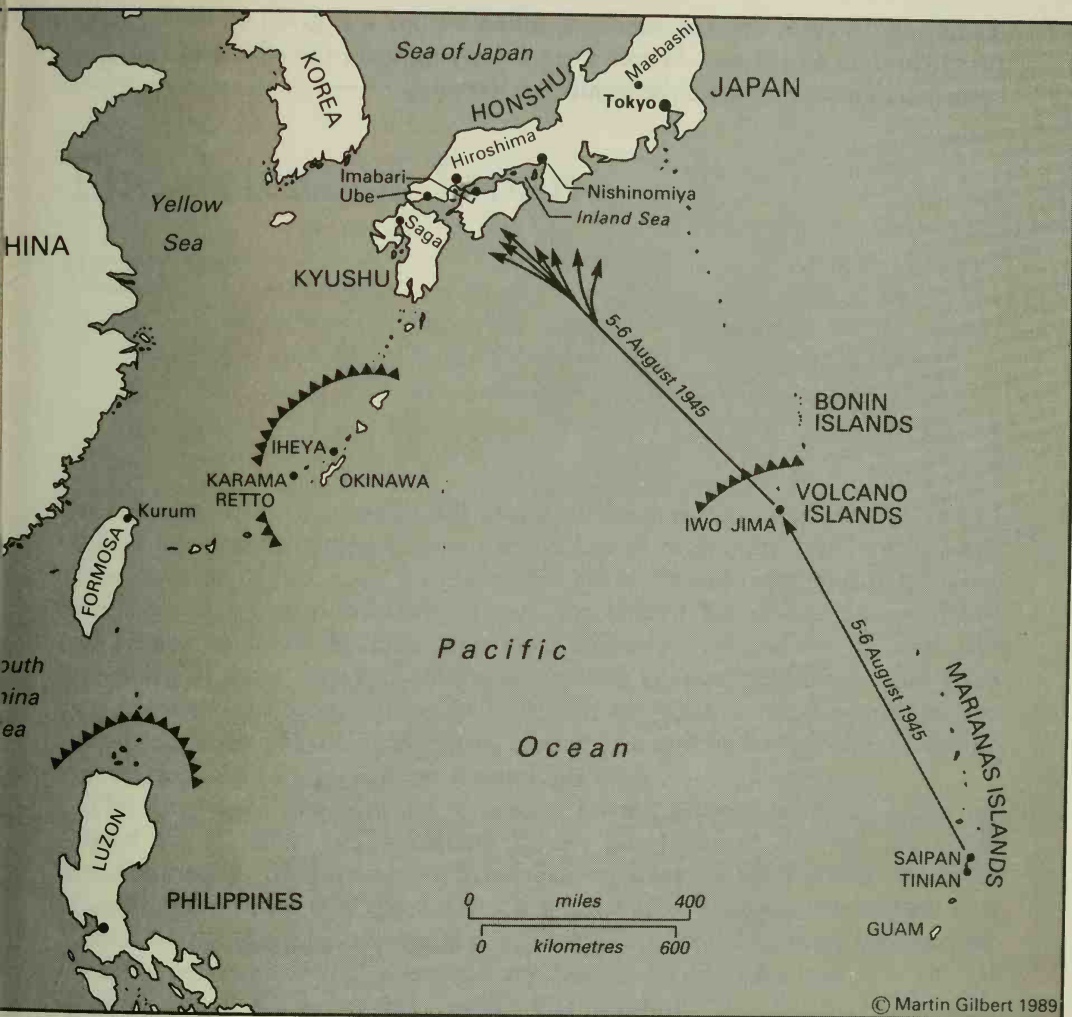 Sea of Japan
KOREA
HONSHU
Maebashi
Tokyo
JAPAN
Hiroshima
Imabari
Ube
Nishinomiya
Inland Sea
Yellow
Sea
Saga
HINA
KYUSHU
5-6 August 1945
BONIN
ISLANDS
IHEYA
KARAMA
RETTO
OKINAWA
VOLCANO
ISLANDS
IWO JIMA
Kurum
FORMOSA
5-6 August 1945
Pacific
Ocean
outh
hina
ea
MARIANAS ISLANDS
LUZON
SAIPAN
TINIAN
PHILIPPINES
0 miles 400
0 kilometres 600
GUAM
© Martin Gilbert 1989